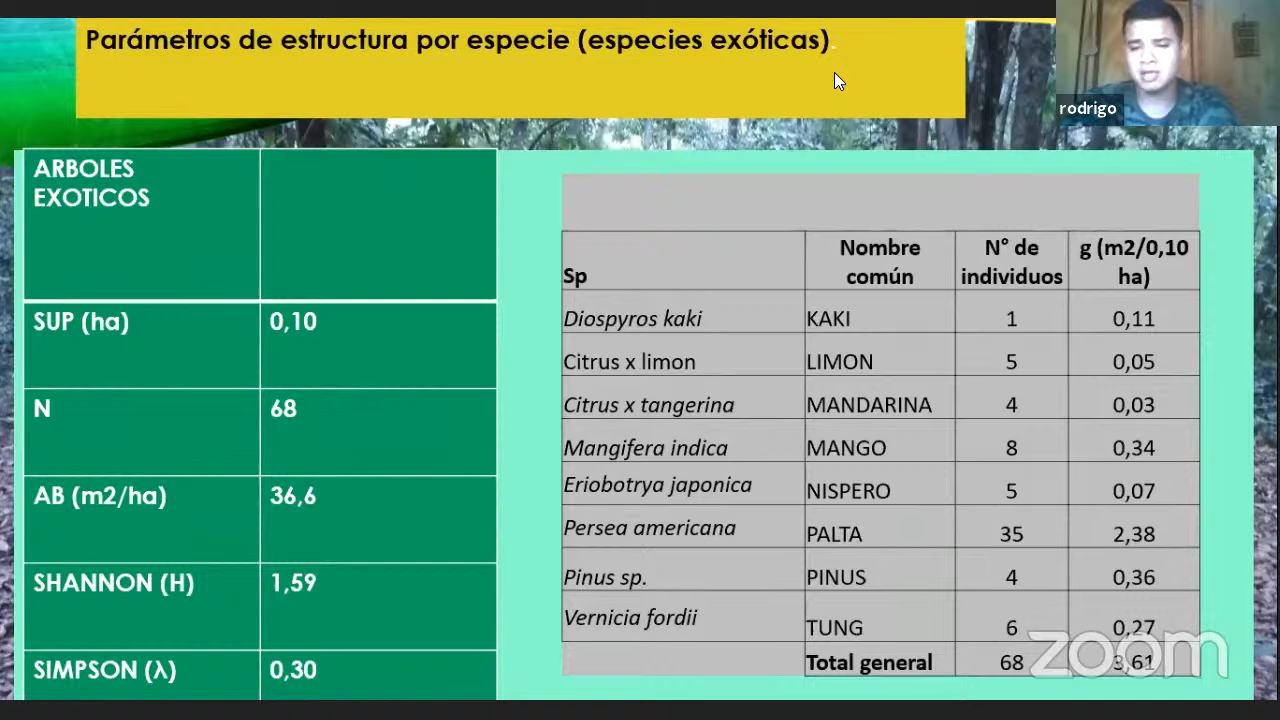 Parámetros de estructura por especie (especies exóticas).
rodrigo
ARBOLES
EXOTICOS
SUP (ha) 0,10
N 68
AB (m2/ha) 36,6
SHANNON (H) 1,59
SIMPSON (λ) 0,30
Sp Nombre común N° de individuos g (m2/0,10 ha)
Diospyros kaki KAKI 1 0,11
Citrus x limon LIMON 5 0,05
Citrus x tangerina MANDARINA 4 0,03
Mangifera indica MANGO 8 0,34
Eriobotrya japonica NISPERO 5 0,07
Persea americana PALTA 35 2,38
Pinus sp. PINUS 4 0,36
Vernicia fordii TUNG 6 0,27
Total general 68 3,61
zoom